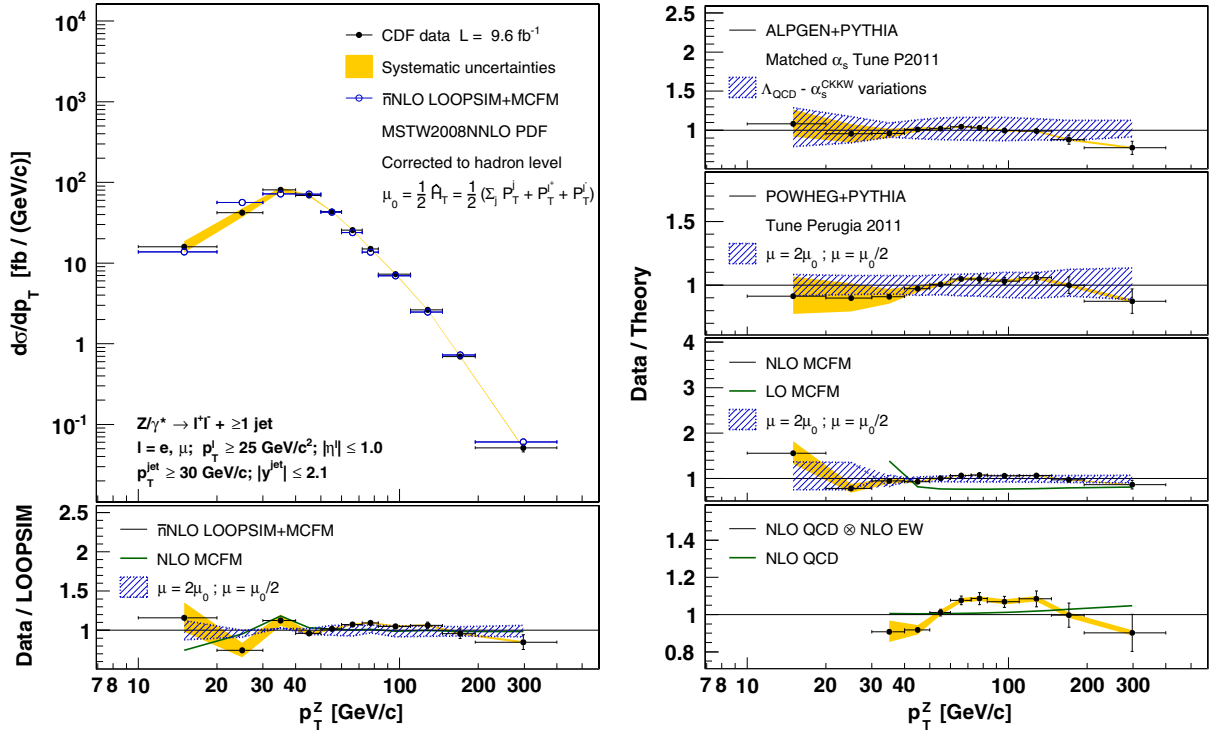 10⁴
10³
10²
10
1
10⁻¹
dσ/dp_T [fb / (GeV/c)]
CDF data L = 9.6 fb⁻¹
Systematic uncertainties
n̄NLO LOOPSIM+MCFM
MSTW2008NNLO PDF
Corrected to hadron level
μ₀ = 1/2 Ĥ_T = 1/2 (Σ_j P_T^j + P_T^l⁺ + P_T^l⁻)
Z/γ* → l⁺l⁻ + ≥1 jet
l = e, μ; p_T^l ≥ 25 GeV/c²; |η^l| ≤ 1.0
p_T^jet ≥ 30 GeV/c; |y^jet| ≤ 2.1
Data / LOOPSIM
2.5
2
1.5
1
0.5
n̄NLO LOOPSIM+MCFM
NLO MCFM
μ = 2μ₀ ; μ = μ₀/2
7 8 10 20 30 40 100 200 300
p_T^Z [GeV/c]
Data / Theory
2.5
2
1.5
1
ALPGEN+PYTHIA
Matched α_s Tune P2011
Λ_QCD - α_s^CKKW variations
1.5
1
POWHEG+PYTHIA
Tune Perugia 2011
μ = 2μ₀ ; μ = μ₀/2
4
3
2
1
NLO MCFM
LO MCFM
μ = 2μ₀ ; μ = μ₀/2
1.4
1.2
1
0.8
NLO QCD ⊗ NLO EW
NLO QCD
7 8 10 20 30 40 100 200 300
p_T^Z [GeV/c]